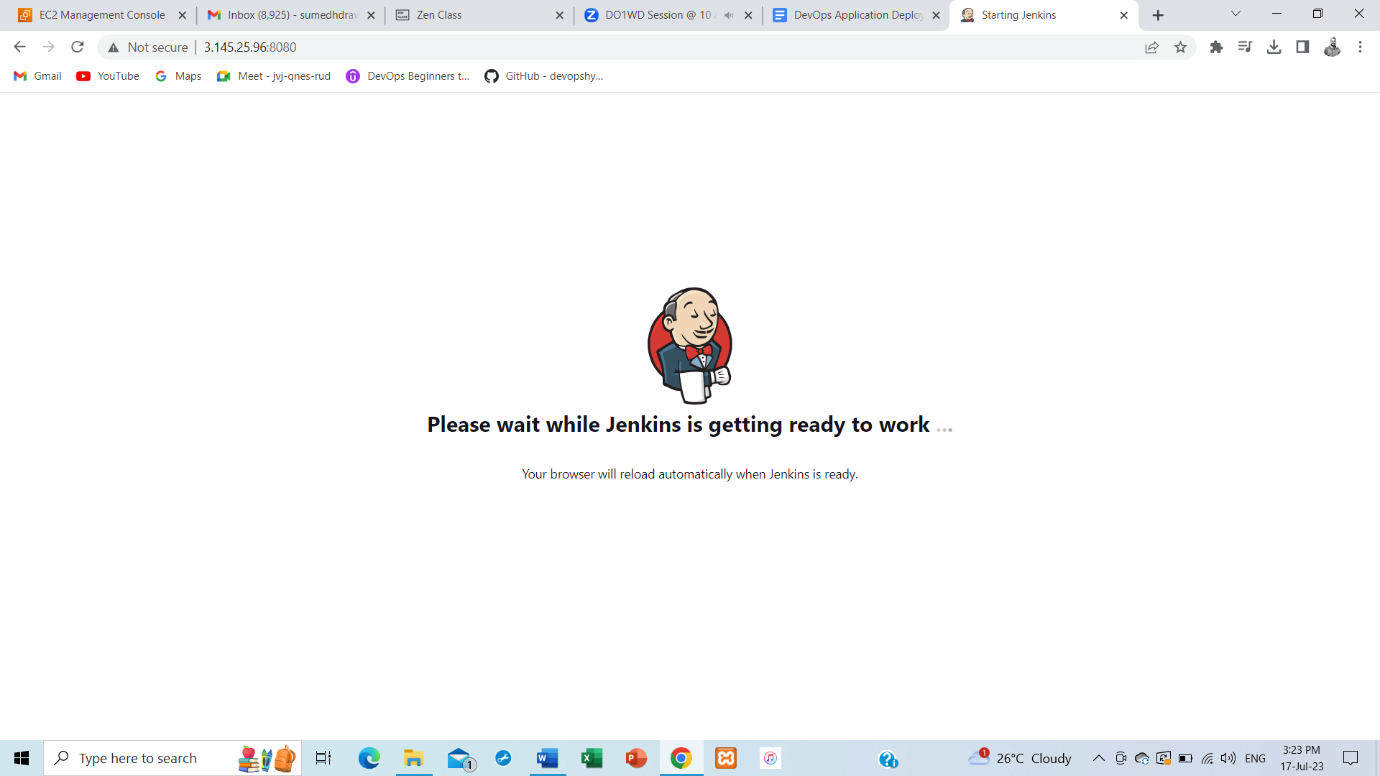 EC2 Management Console
Inbox (8,925) - sumedhdrav
Zen Class
DO1WD Session @ 10 a
DevOps Application Deploy
Starting Jenkins
Not secure
3.145.25.96:8080
Gmail
YouTube
Maps
Meet - jvj-qnes-rud
DevOps Beginners t...
GitHub - devopshy...
Please wait while Jenkins is getting ready to work ...
Your browser will reload automatically when Jenkins is ready.
Type here to search
1
1
26°C Cloudy
ENG
3:23 PM
17-Jul-23